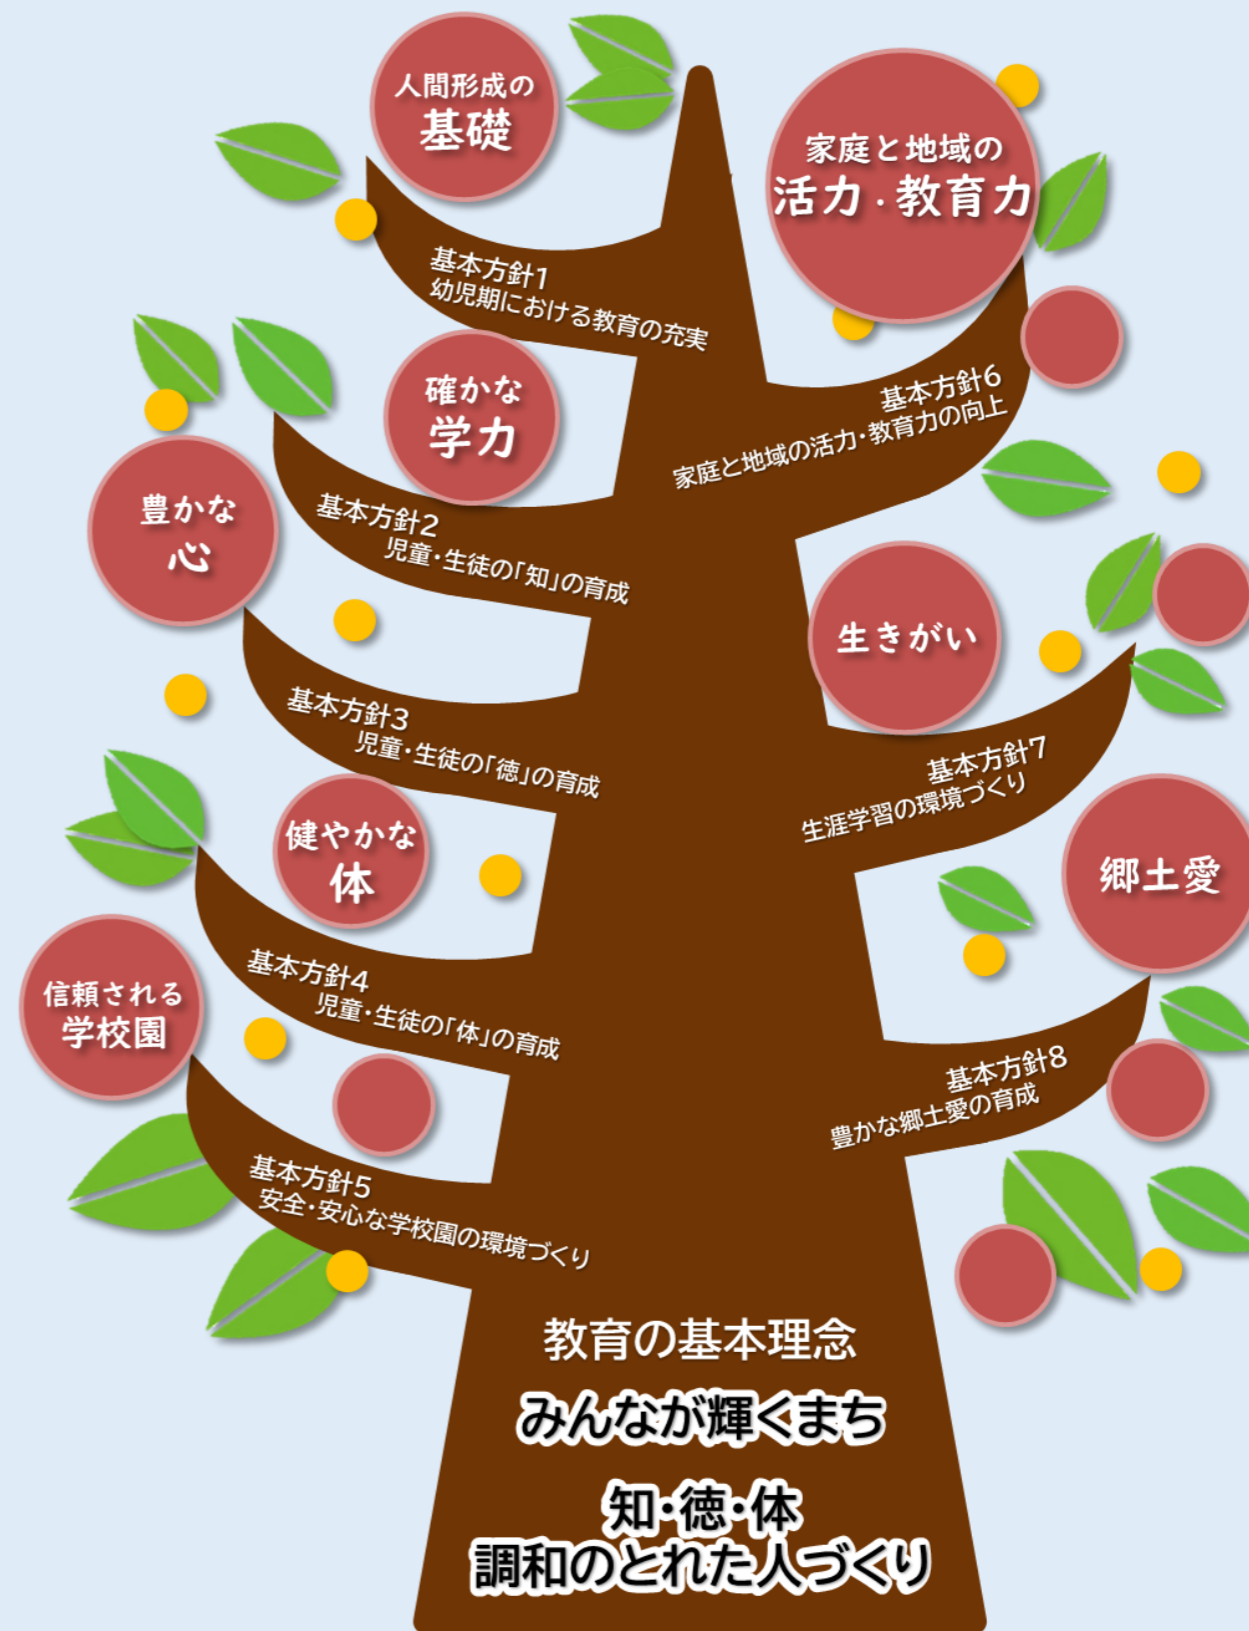 人間形成の
基礎
基本方針1
幼児期における教育の充実
確かな
学力
基本方針2
児童・生徒の「知」の育成
豊かな
心
基本方針3
児童・生徒の「徳」の育成
健やかな
体
基本方針4
児童・生徒の「体」の育成
信頼される
学校園
基本方針5
安全・安心な学校園の環境づくり
家庭と地域の
活力・教育力
基本方針6
家庭と地域の活力・教育力の向上
生きがい
基本方針7
生涯学習の環境づくり
郷土愛
基本方針8
豊かな郷土愛の育成
教育の基本理念
みんなが輝くまち
知・徳・体
調和のとれた人づくり